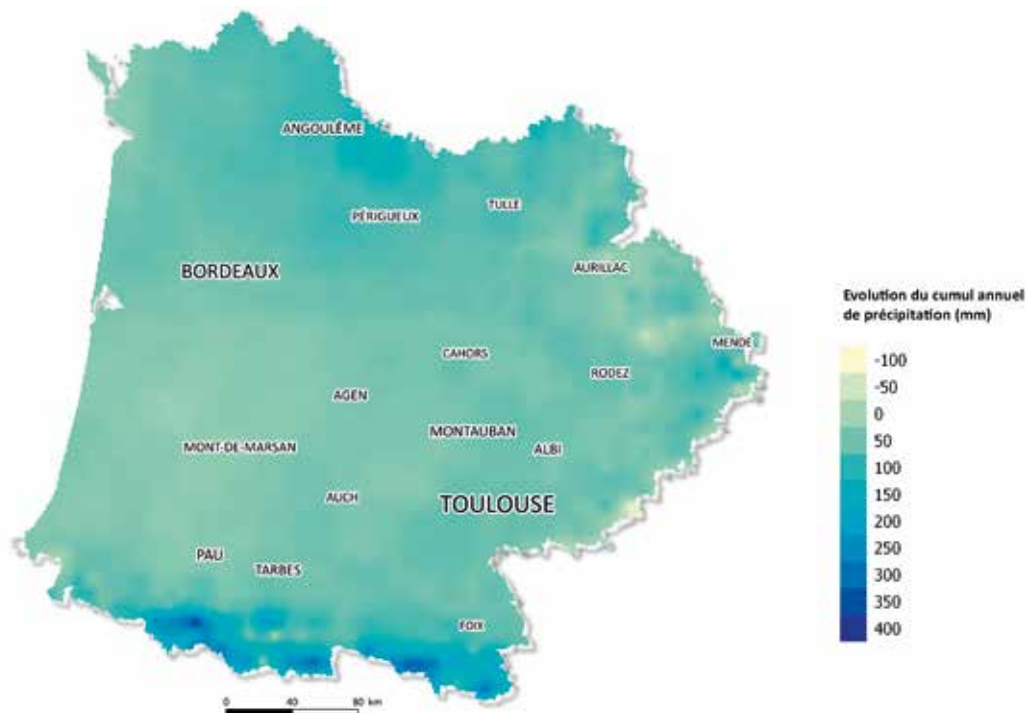 ANGOULÊME
PÉRIGUEUX
TULLE
BORDEAUX
AURILLAC
Evolution du cumul annuel
de précipitation (mm)
MENDE
CAHORS
RODEZ
AGEN
MONTAUBAN
MONT-DE-MARSAN
ALBI
AUCH
TOULOUSE
PAU
TARBES
FOIX
-100
-50
0
50
100
150
200
250
300
350
400
0 40 80 km